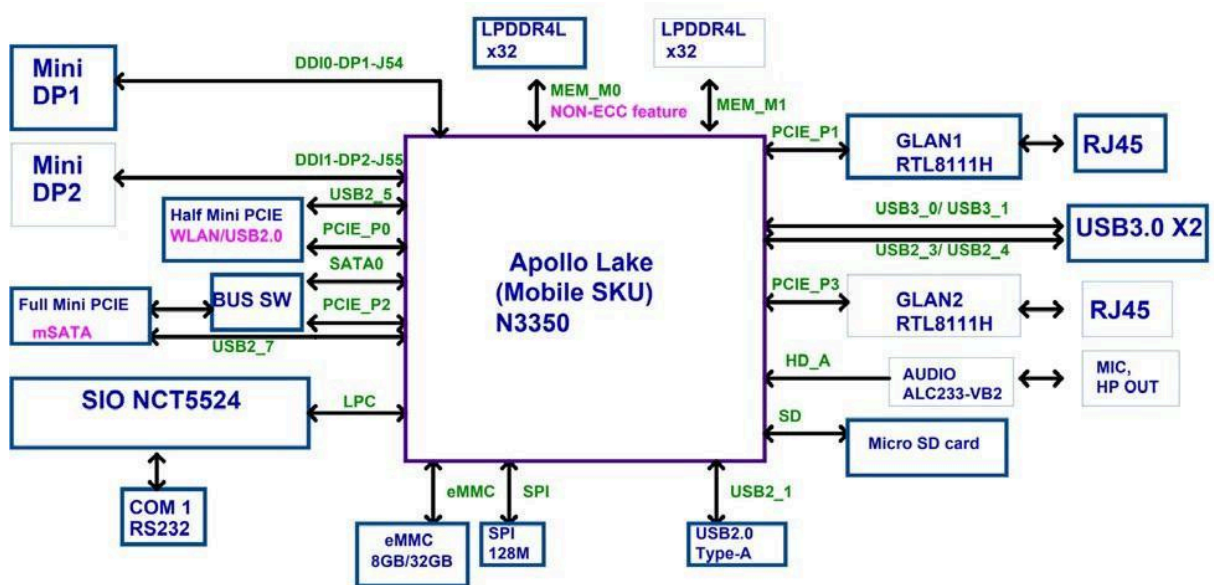 LPDDR4L
x32
LPDDR4L
x32
Mini
DP1
DDI0-DP1-J54
MEM_M0
NON-ECC feature
MEM_M1
PCIE_P1
GLAN1
RTL8111H
RJ45
Mini
DP2
DDI1-DP2-J55
USB2_5
Half Mini PCIE
WLAN/USB2.0
PCIE_P0
SATA0
USB3_0/ USB3_1
USB3.0 X2
USB2_3/ USB2_4
Apollo Lake
(Mobile SKU)
N3350
Full Mini PCIE
mSATA
BUS SW
PCIE_P2
USB2_7
PCIE_P3
GLAN2
RTL8111H
RJ45
HD_A
AUDIO
ALC233-VB2
MIC,
HP OUT
SIO NCT5524
LPC
SD
Micro SD card
COM 1
RS232
eMMC
SPI
USB2_1
eMMC
8GB/32GB
SPI
128M
USB2.0
Type-A